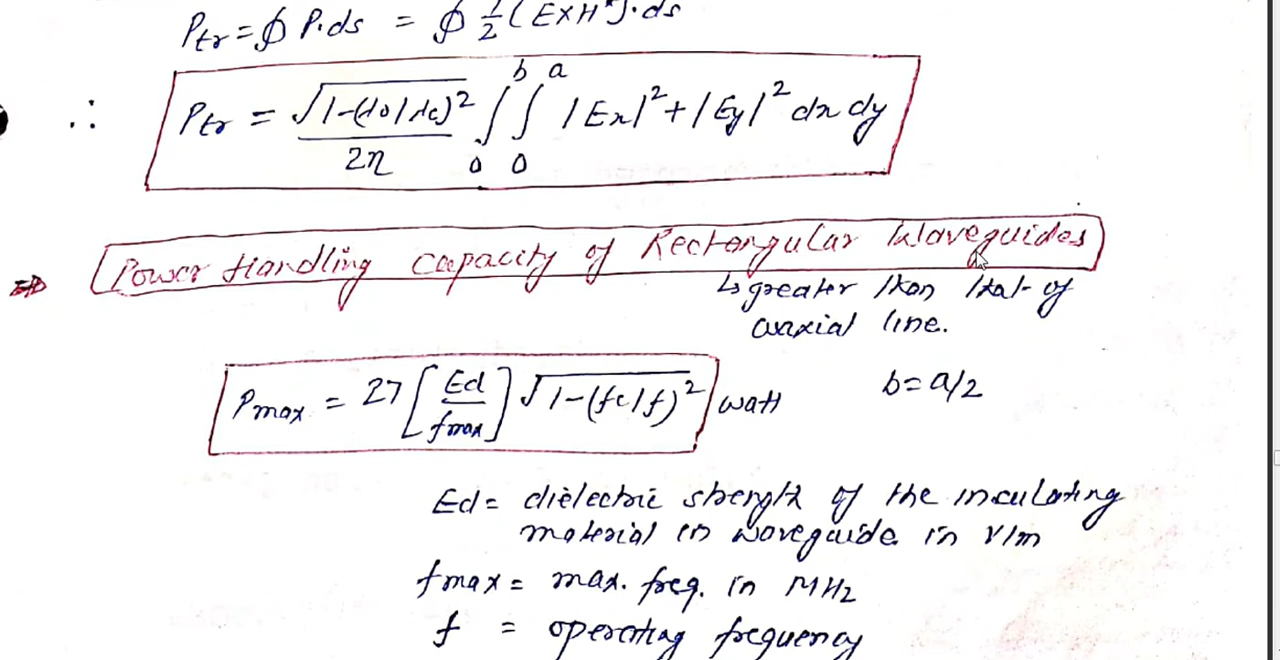 Ptr = ∮ P.ds = ∮ 1/2 (E×H*).ds
∴ Ptr = √(1-(λo/λc)²) / 2η ∫₀ᵇ ∫₀ᵃ |Ex|² + |Ey|² dx dy
⇒ Power Handling capacity of Rectangular Waveguides
↳ greater than that of
coaxial line.
Pmax = 27 [Ed/fmax] √(1-(fc/f)²) watt b = a/2
Ed = dielectric strength of the insulating
material in waveguide in V/m
fmax = max. freq. in MHz
f = operating frequency